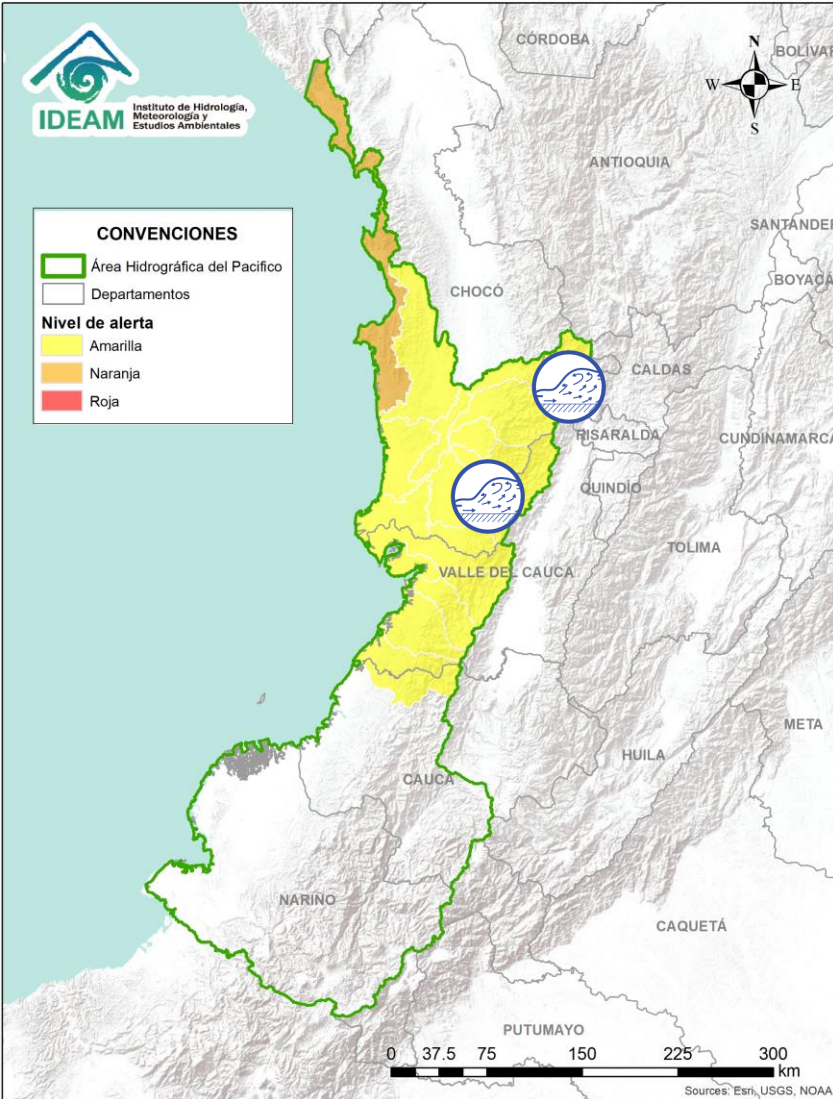 IDEAM
Instituto de Hidrología,
Meteorología y
Estudios Ambientales
CONVENCIONES
Área Hidrográfica del Pacifico
Departamentos
Nivel de alerta
Amarilla
Naranja
Roja
N
W
E
S
CÓRDOBA
BOLÍVAR
ANTIOQUIA
SANTANDER
BOYACÁ
CHOCÓ
CALDAS
RISARALDA
CUNDINAMARCA
QUINDÍO
TOLIMA
VALLE DEL CAUCA
META
HUILA
CAUCA
NARIÑO
CAQUETÁ
PUTUMAYO
0 37.5 75 150 225 300
km
Sources: Esri, USGS, NOAA